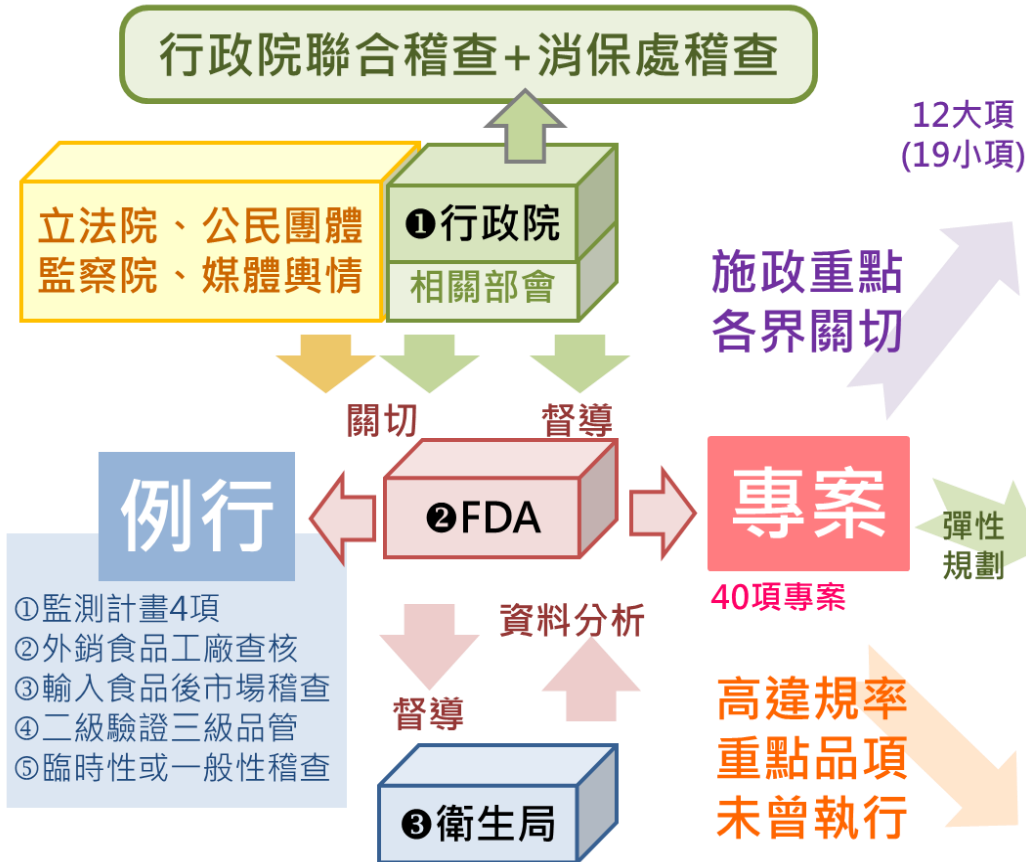 行政院聯合稽查+消保處稽查
12大項
(19小項)
立法院、公民團體
監察院、媒體輿情
❶行政院
相關部會
施政重點
各界關切
關切
督導
例行
❷FDA
專案
彈性
規劃
40項專案
①監測計畫4項
②外銷食品工廠查核
③輸入食品後市場稽查
④二級驗證三級品管
⑤臨時性或一般性稽查
資料分析
督導
高違規率
重點品項
未曾執行
❸衛生局